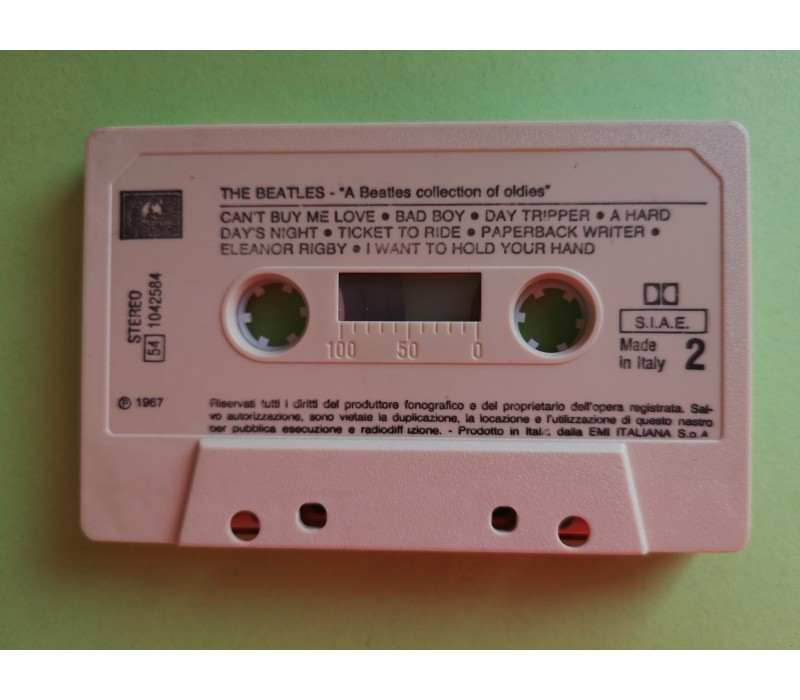 THE BEATLES - "A Beatles collection of oldies"
CAN'T BUY ME LOVE • BAD BOY • DAY TRIPPER • A HARD
DAY'S NIGHT • TICKET TO RIDE • PAPERBACK WRITER •
ELEANOR RIGBY • I WANT TO HOLD YOUR HAND
STEREO
54 1042584
100 50 0
S.I.A.E.
Made
in Italy 2
℗ 1967
Riservati tutti i diritti del produttore fonografico e del proprietario dell'opera registrata. Sal-
vo autorizzazione, sono vietate la duplicazione, la locazione e l'utilizzazione di questo nastro
per pubblica esecuzione e radiodiffusione. - Prodotto in Italia dalla EMI ITALIANA S.p.A.